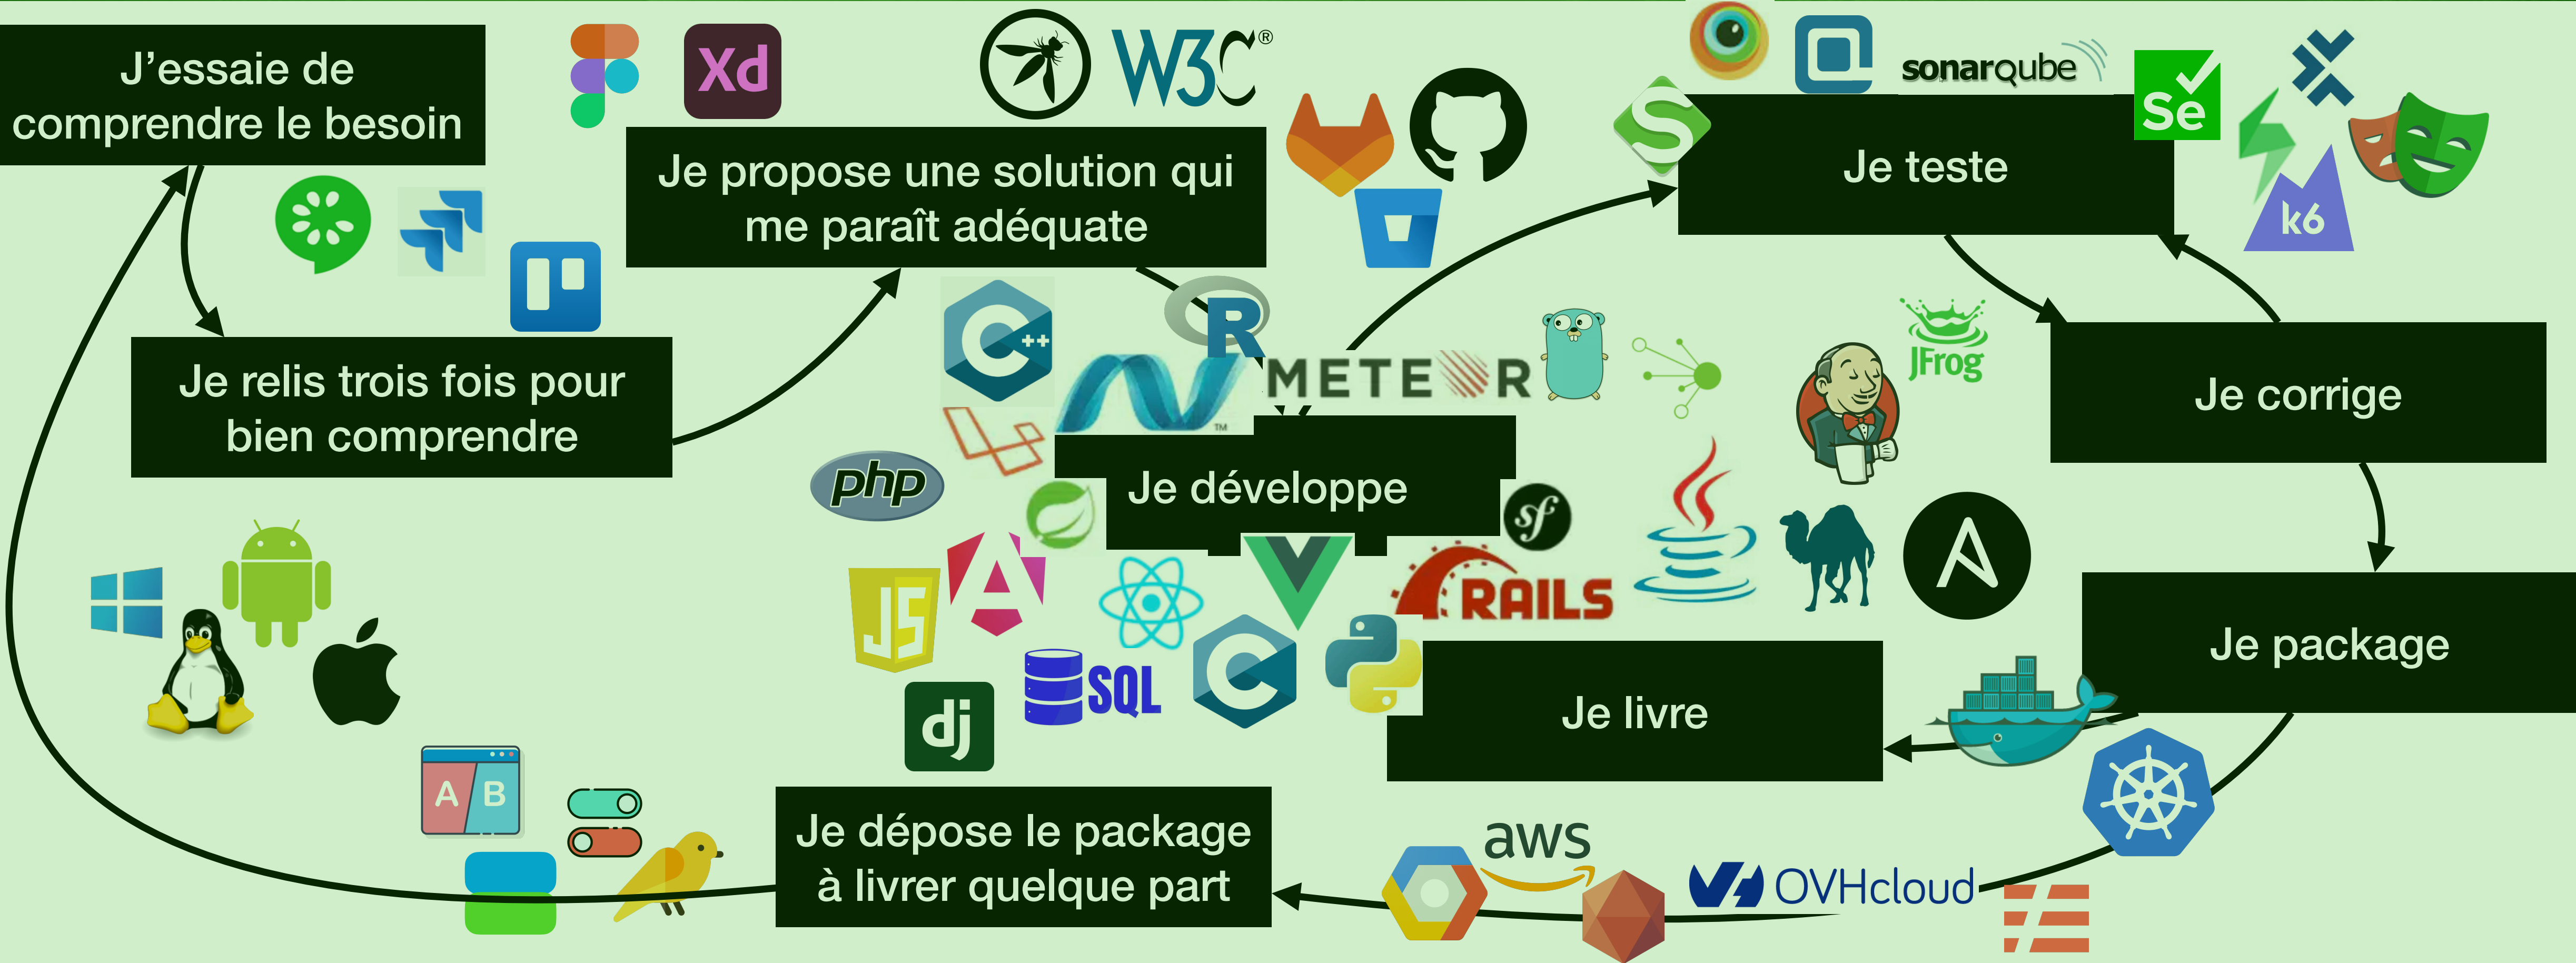 J’essaie de
comprendre le besoin
Xd
W3C®
Je propose une solution qui
me paraît adéquate
S
sonarqube
Se
Je teste
k6
Je relis trois fois pour
bien comprendre
C++
R
METEOR
TM
JFrog
Je corrige
php
Je développe
sf
JS
RAILS
Je package
SQL
C
dj
Je livre
A B
Je dépose le package
à livrer quelque part
aws
OVHcloud